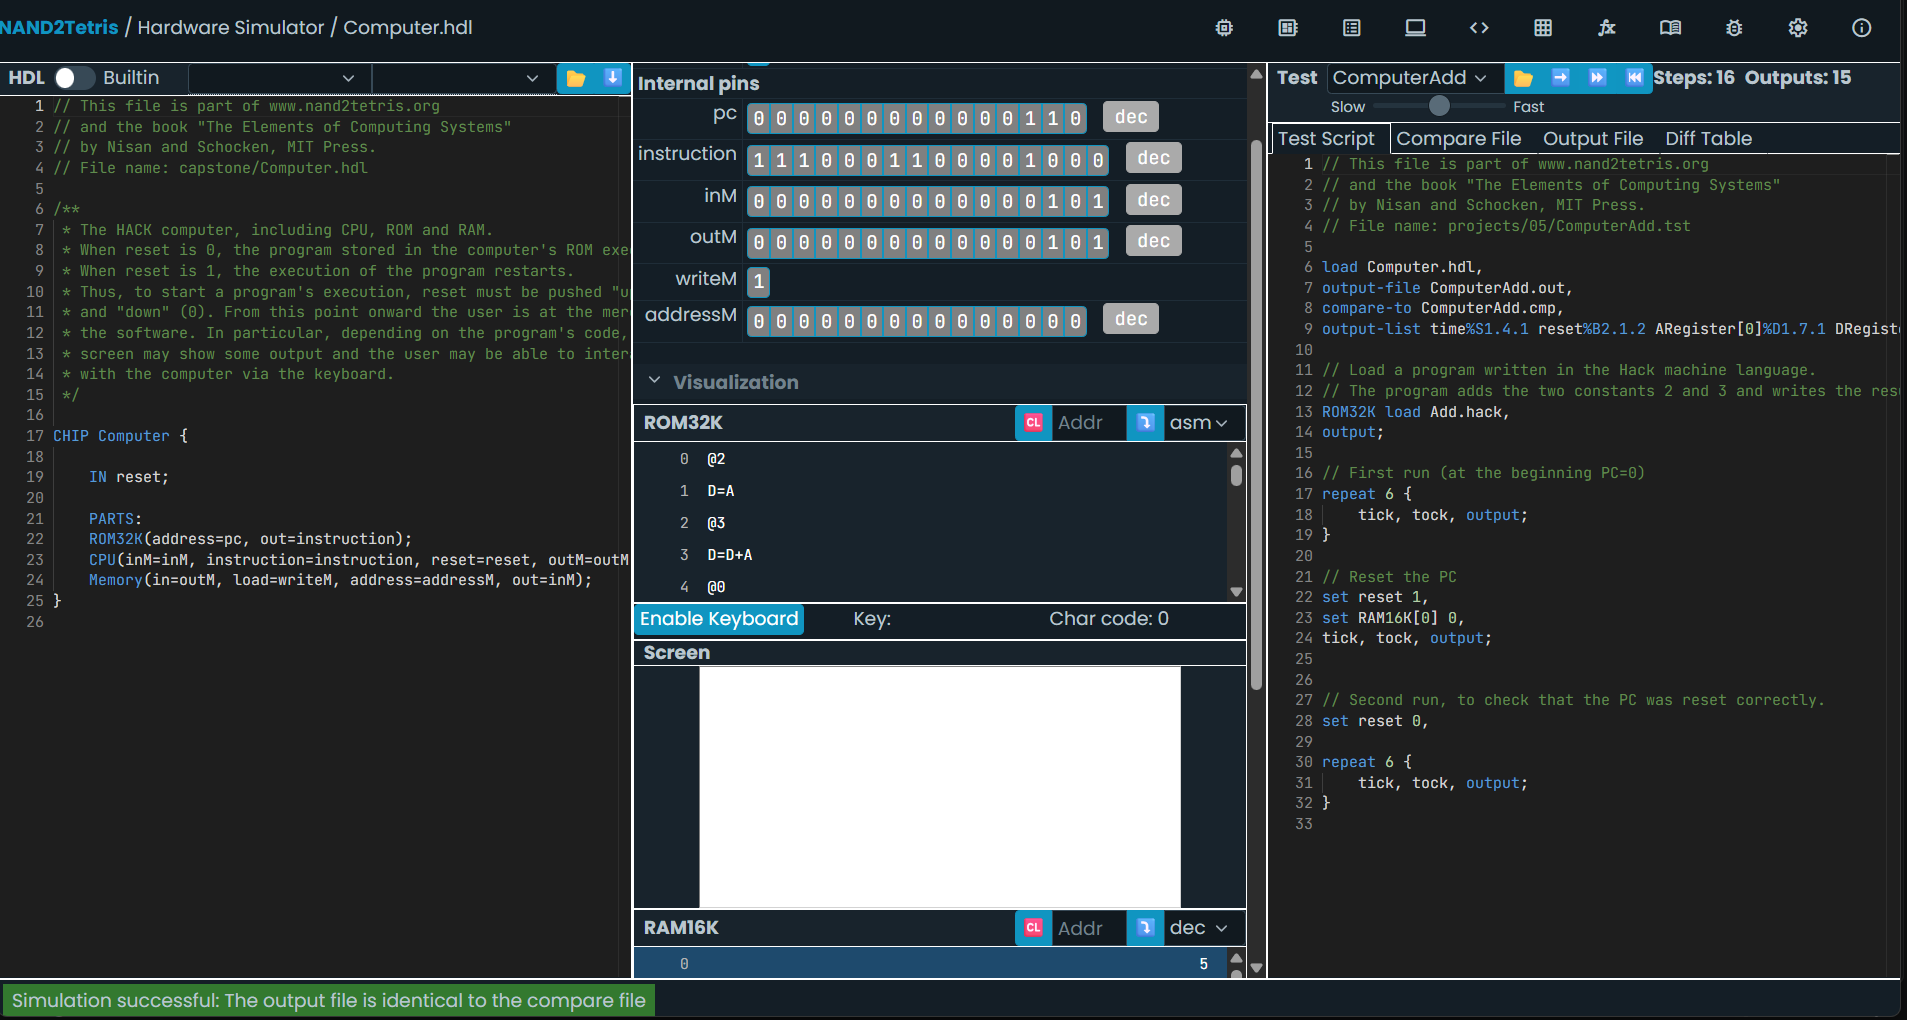 NAND2Tetris / Hardware Simulator / Computer.hdl
HDL Builtin
1 // This file is part of www.nand2tetris.org
2 // and the book "The Elements of Computing Systems"
3 // by Nisan and Schocken, MIT Press.
4 // File name: capstone/Computer.hdl
5
6 /**
7 * The HACK computer, including CPU, ROM and RAM.
8 * When reset is 0, the program stored in the computer's ROM exe
9 * When reset is 1, the execution of the program restarts.
10 * Thus, to start a program's execution, reset must be pushed "u
11 * and "down" (0). From this point onward the user is at the mer
12 * the software. In particular, depending on the program's code,
13 * screen may show some output and the user may be able to inter
14 * with the computer via the keyboard.
15 */
16
17 CHIP Computer {
18
19 IN reset;
20
21 PARTS:
22 ROM32K(address=pc, out=instruction);
23 CPU(inM=inM, instruction=instruction, reset=reset, outM=outM
24 Memory(in=outM, load=writeM, address=addressM, out=inM);
25 }
26
Internal pins
pc 0 0 0 0 0 0 0 0 0 0 0 0 1 1 0 dec
instruction 1 1 1 0 0 0 1 1 0 0 0 0 1 0 0 0 dec
inM 0 0 0 0 0 0 0 0 0 0 0 0 0 1 0 1 dec
outM 0 0 0 0 0 0 0 0 0 0 0 0 0 1 0 1 dec
writeM 1
addressM 0 0 0 0 0 0 0 0 0 0 0 0 0 0 0 dec
Visualization
ROM32K CL Addr asm
0 @2
1 D=A
2 @3
3 D=D+A
4 @0
Enable Keyboard Key: Char code: 0
Screen
RAM16K CL Addr dec
0 5
Test ComputerAdd Steps: 16 Outputs: 15
Slow Fast
Test Script Compare File Output File Diff Table
1 // This file is part of www.nand2tetris.org
2 // and the book "The Elements of Computing Systems"
3 // by Nisan and Schocken, MIT Press.
4 // File name: projects/05/ComputerAdd.tst
5
6 load Computer.hdl,
7 output-file ComputerAdd.out,
8 compare-to ComputerAdd.cmp,
9 output-list time%S1.4.1 reset%B2.1.2 ARegister[0]%D1.7.1 DRegiste
10
11 // Load a program written in the Hack machine language.
12 // The program adds the two constants 2 and 3 and writes the resu
13 ROM32K load Add.hack,
14 output;
15
16 // First run (at the beginning PC=0)
17 repeat 6 {
18 tick, tock, output;
19 }
20
21 // Reset the PC
22 set reset 1,
23 set RAM16K[0] 0,
24 tick, tock, output;
25
26
27 // Second run, to check that the PC was reset correctly.
28 set reset 0,
29
30 repeat 6 {
31 tick, tock, output;
32 }
33
Simulation successful: The output file is identical to the compare file